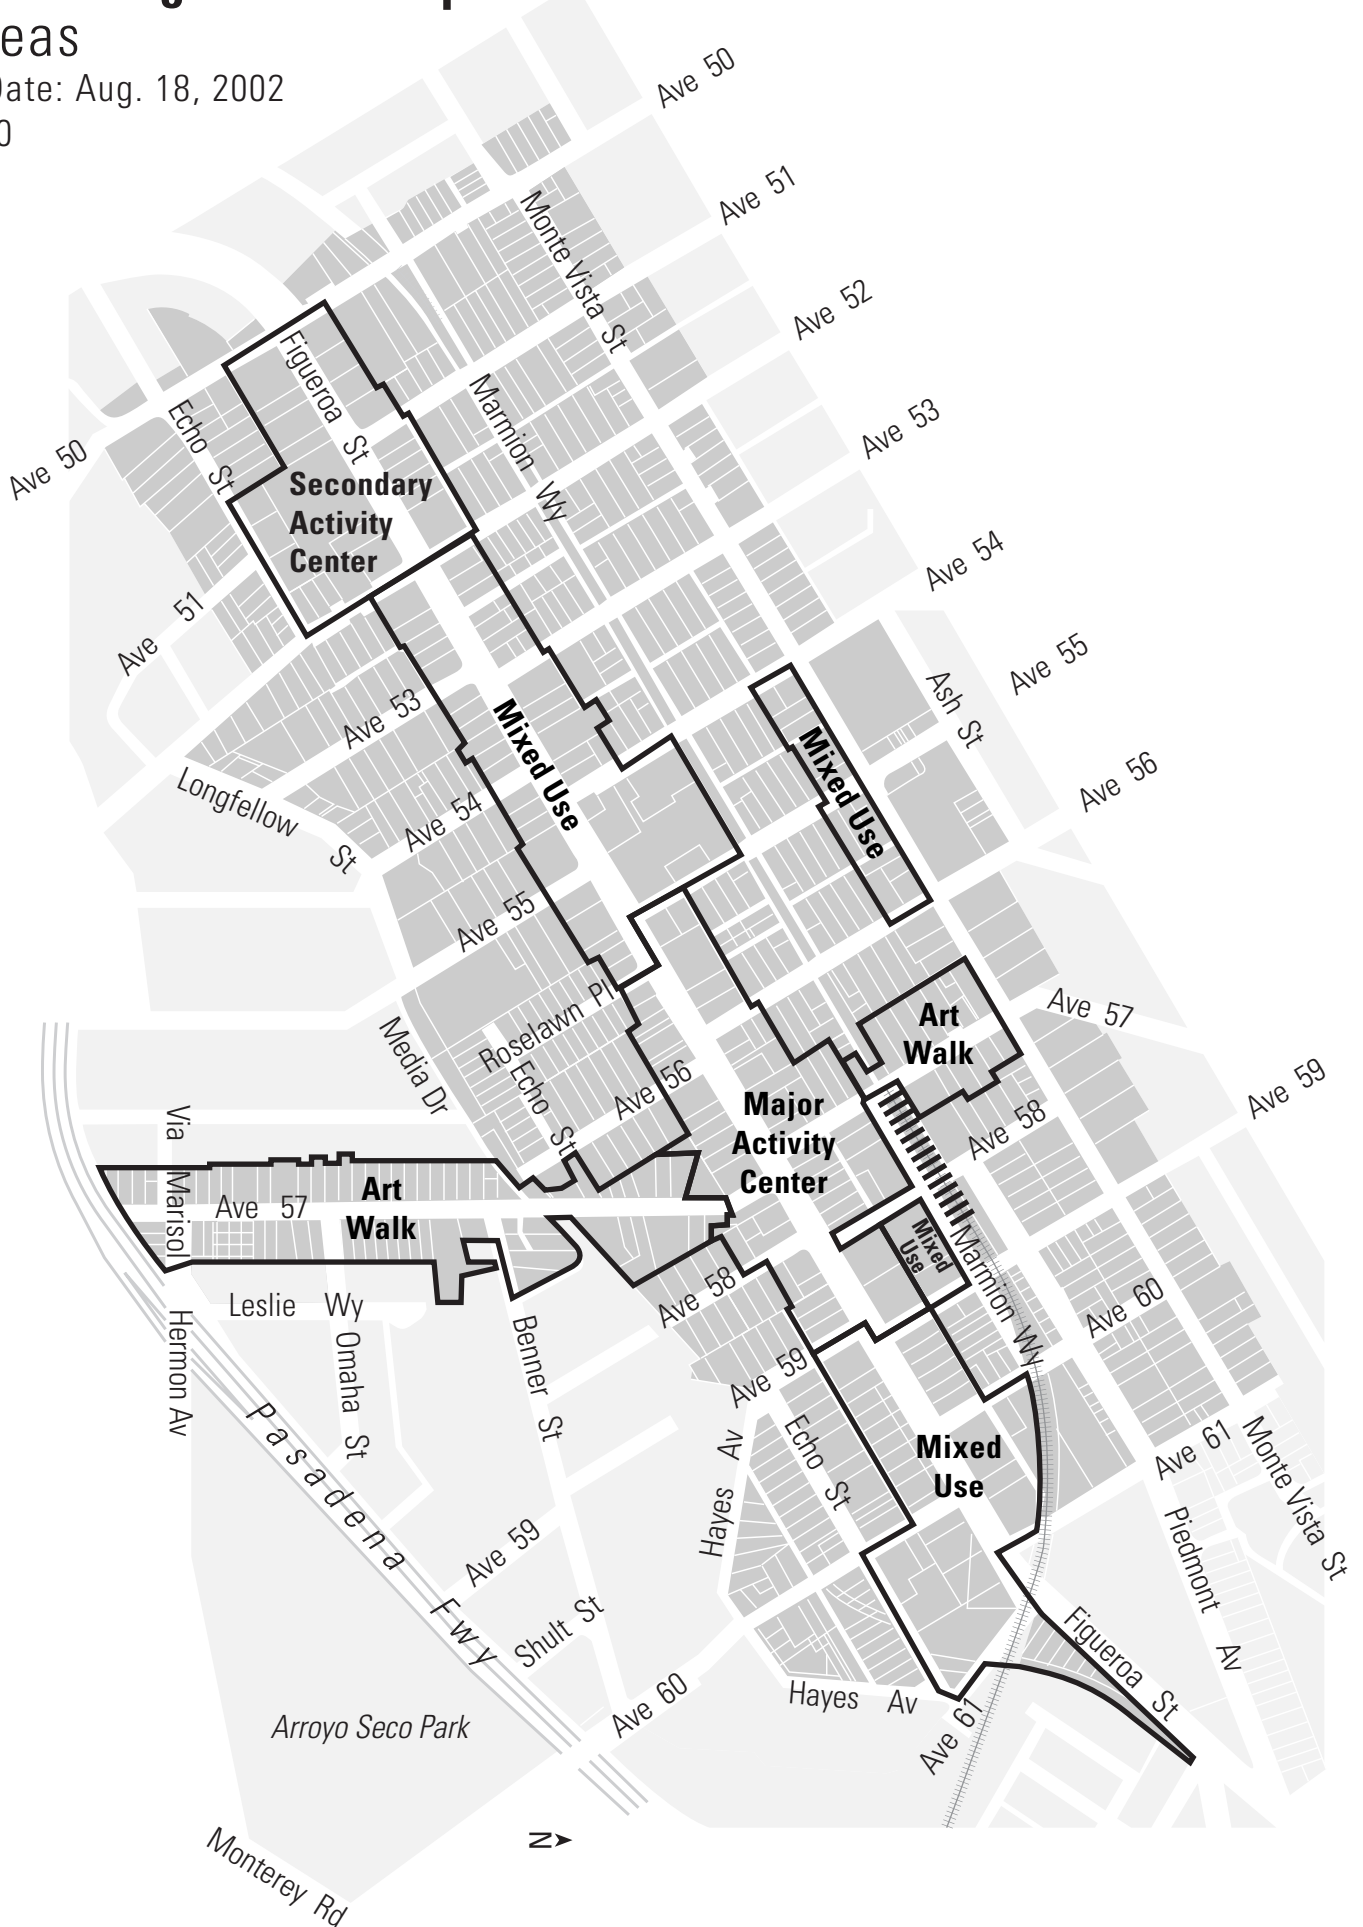 eas
Date: Aug. 18, 2002
0
Ave 50
Ave 51
Monte Vista St
Ave 52
Figueroa St
Marmion Wy
Echo St
Ave 53
Ave 50
Secondary
Activity
Center
Ave 54
Ave 51
Ave 55
Ash St
Ave 53
Mixed Use
Mixed Use
Ave 56
Longfellow St
Ave 54
Ave 55
Roselawn Pl
Art
Walk
Ave 57
Media Dr
Echo St
Ave 56
Major
Activity
Center
Ave 58
Ave 59
Via Marisol
Ave 57
Art
Walk
Mixed
Use
Marmion Wy
Leslie Wy
Ave 58
Ave 60
Hermon Av
Omaha St
Benner St
Ave 59
Echo St
Hayes Av
Mixed
Use
Ave 61
Monte Vista St
Pasadena Fwy
Ave 59
Piedmont Av
Shult St
Figueroa St
Ave 60
Hayes Av
Ave 61
Arroyo Seco Park
N
Monterey Rd